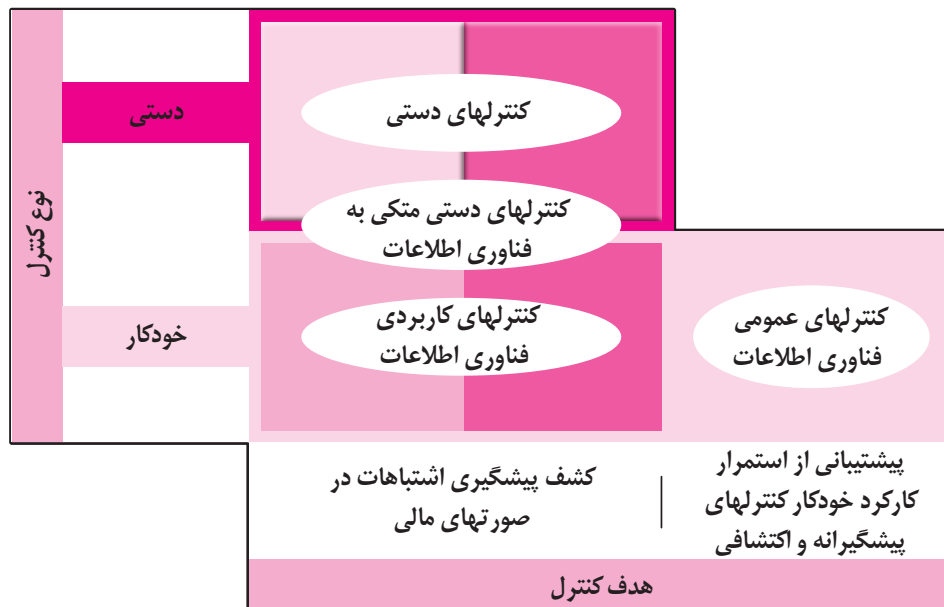 نوع کنترل
دستی
کنترلهای دستی
کنترلهای دستی متکی به
فناوری اطلاعات
خودکار
کنترلهای کاربردی
فناوری اطلاعات
کنترلهای عمومی
فناوری اطلاعات
کشف پیشگیری اشتباهات در
صورتهای مالی
پیشتیبانی از استمرار
کارکرد خودکار کنترلهای
پیشگیرانه و اکتشافی
هدف کنترل